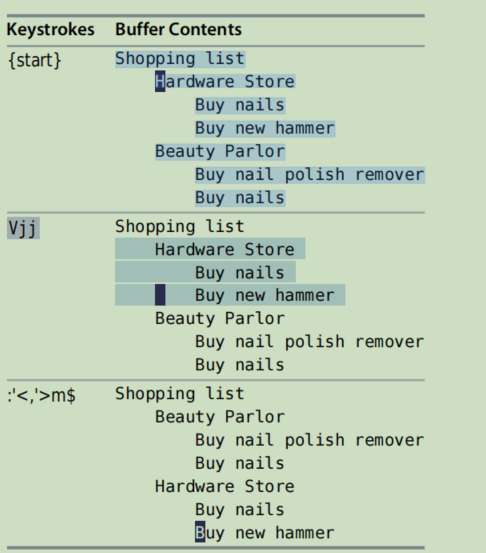 Keystrokes Buffer Contents
{start} Shopping list
Hardware Store
Buy nails
Buy new hammer
Beauty Parlor
Buy nail polish remover
Buy nails
Vjj Shopping list
Hardware Store
Buy nails
Buy new hammer
Beauty Parlor
Buy nail polish remover
Buy nails
:'<,'>m$ Shopping list
Beauty Parlor
Buy nail polish remover
Buy nails
Hardware Store
Buy nails
Buy new hammer